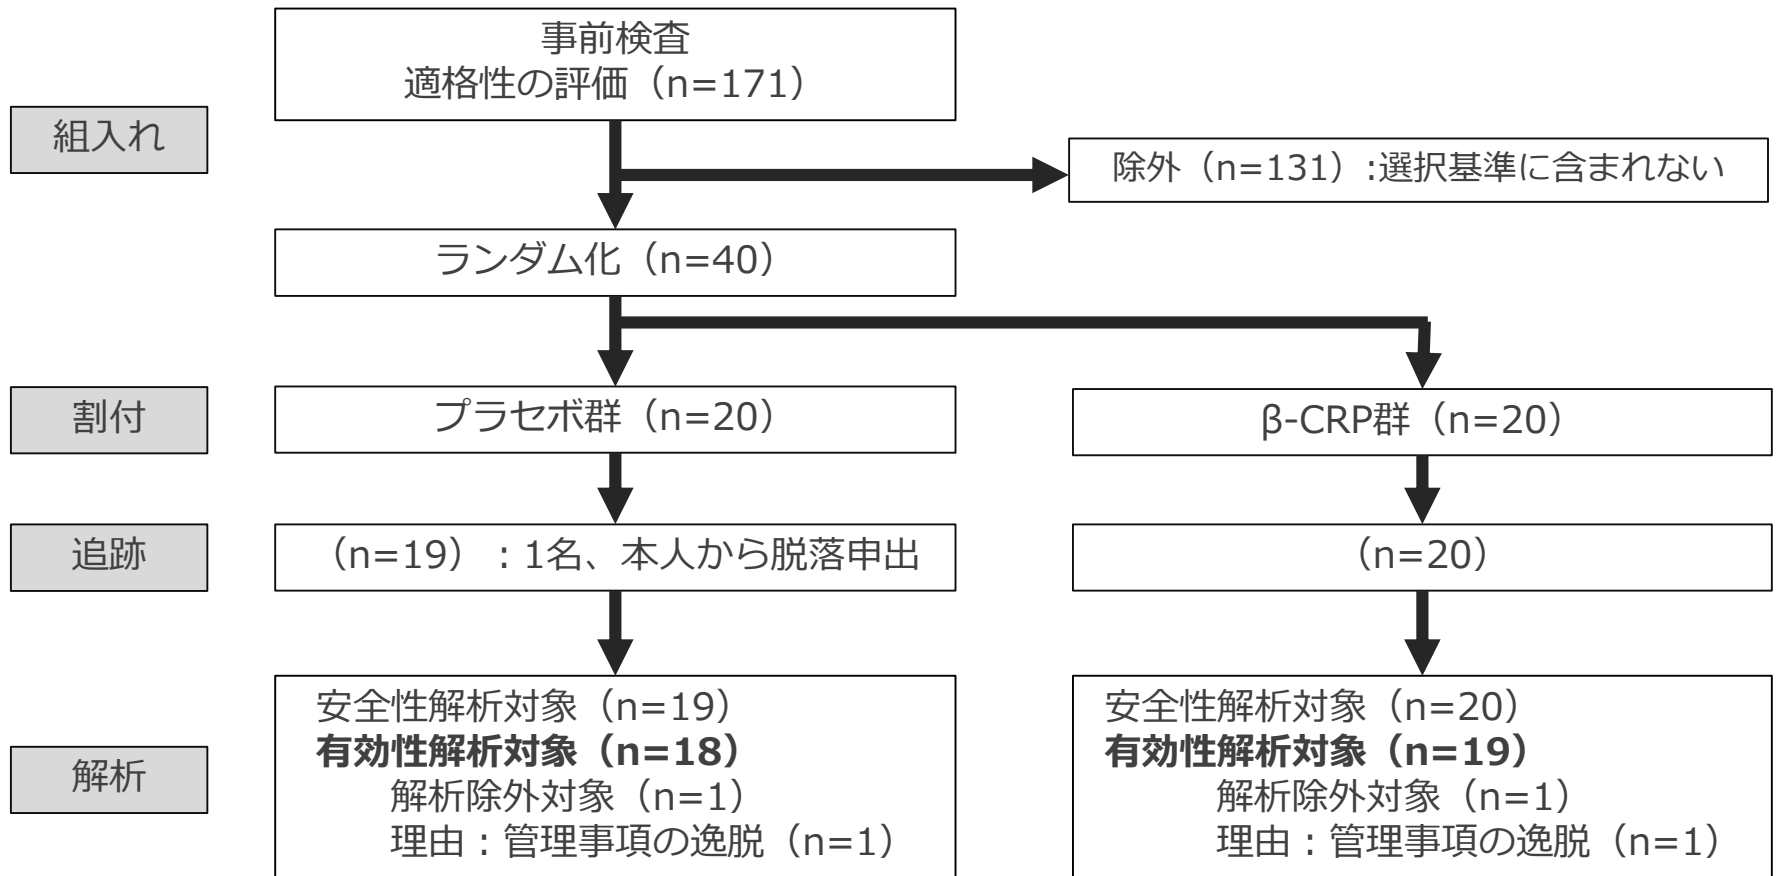 事前検査
適格性の評価（n=171）
組入れ
除外（n=131）:選択基準に含まれない
ランダム化（n=40）
割付
プラセボ群（n=20）
β-CRP群（n=20）
追跡
（n=19）：1名、本人から脱落申出
（n=20）
解析
安全性解析対象（n=19）
有効性解析対象（n=18）
解析除外対象（n=1）
理由：管理事項の逸脱（n=1）
安全性解析対象（n=20）
有効性解析対象（n=19）
解析除外対象（n=1）
理由：管理事項の逸脱（n=1）